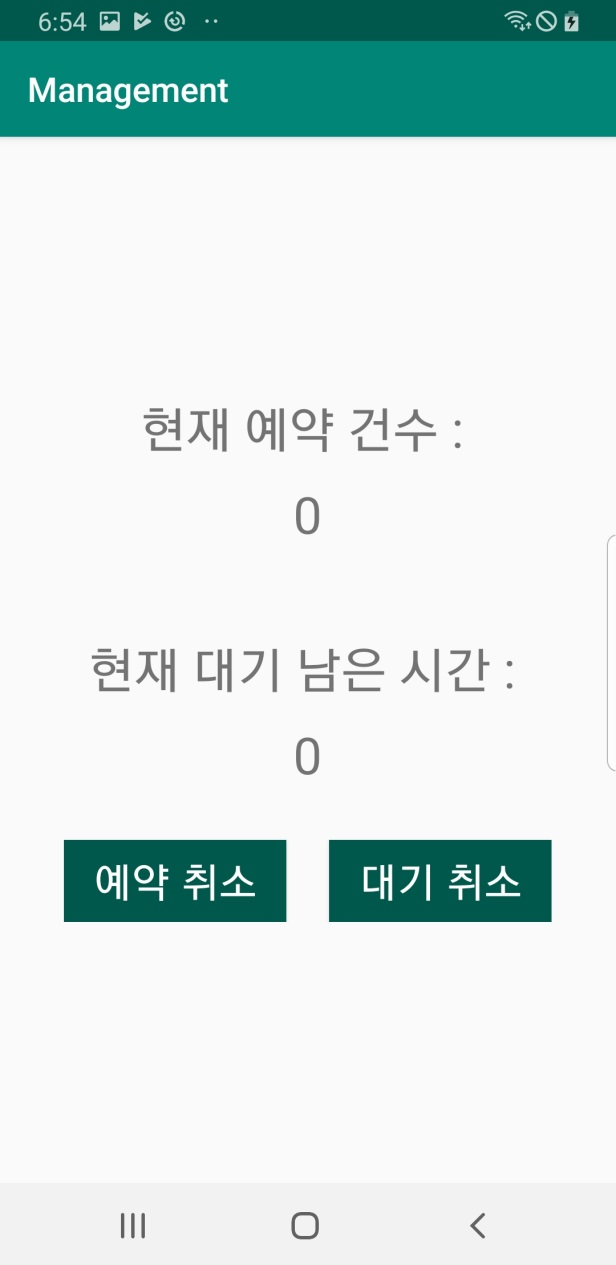 6:54
Management
현재 예약 건수 :
0
현재 대기 남은 시간 :
0
예약 취소
대기 취소